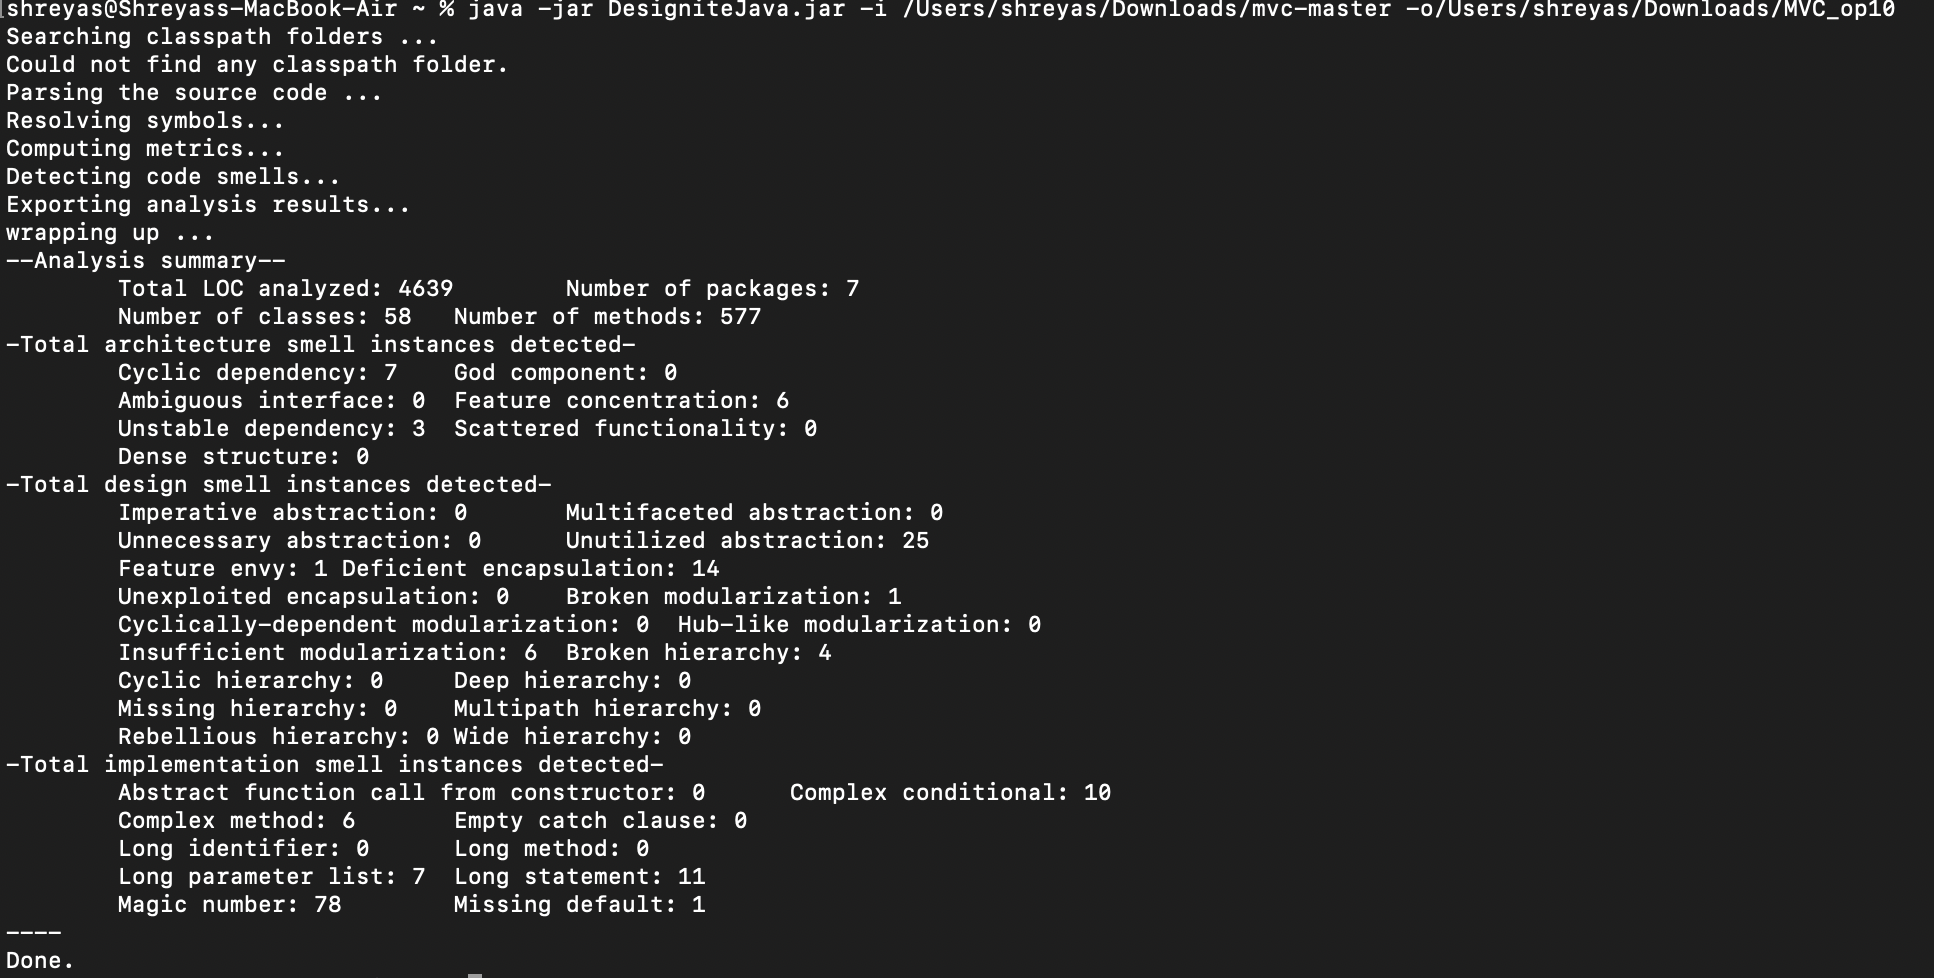 shreyas@Shreyass-MacBook-Air ~ % java -jar DesigniteJava.jar -i /Users/shreyas/Downloads/mvc-master -o/Users/shreyas/Downloads/MVC_op10
Searching classpath folders ...
Could not find any classpath folder.
Parsing the source code ...
Resolving symbols...
Computing metrics...
Detecting code smells...
Exporting analysis results...
wrapping up ...
--Analysis summary--
Total LOC analyzed: 4639 Number of packages: 7
Number of classes: 58 Number of methods: 577
-Total architecture smell instances detected-
Cyclic dependency: 7 God component: 0
Ambiguous interface: 0 Feature concentration: 6
Unstable dependency: 3 Scattered functionality: 0
Dense structure: 0
-Total design smell instances detected-
Imperative abstraction: 0 Multifaceted abstraction: 0
Unnecessary abstraction: 0 Unutilized abstraction: 25
Feature envy: 1 Deficient encapsulation: 14
Unexploited encapsulation: 0 Broken modularization: 1
Cyclically-dependent modularization: 0 Hub-like modularization: 0
Insufficient modularization: 6 Broken hierarchy: 4
Cyclic hierarchy: 0 Deep hierarchy: 0
Missing hierarchy: 0 Multipath hierarchy: 0
Rebellious hierarchy: 0 Wide hierarchy: 0
-Total implementation smell instances detected-
Abstract function call from constructor: 0 Complex conditional: 10
Complex method: 6 Empty catch clause: 0
Long identifier: 0 Long method: 0
Long parameter list: 7 Long statement: 11
Magic number: 78 Missing default: 1
----
Done.